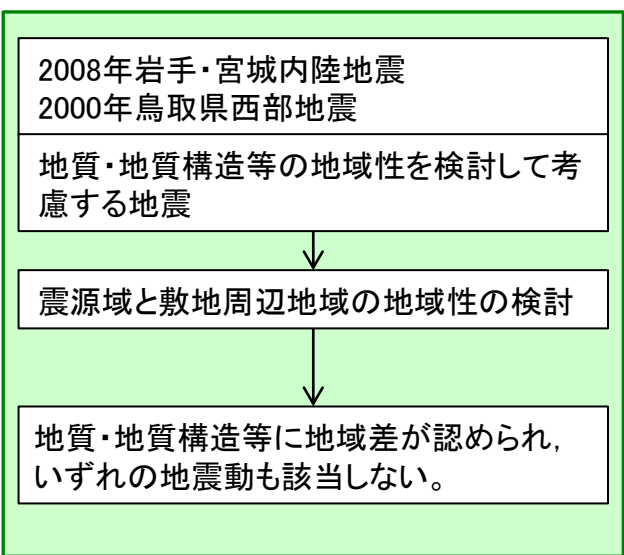 2008年岩手・宮城内陸地震
2000年鳥取県西部地震
地質・地質構造等の地域性を検討して考
慮する地震
震源域と敷地周辺地域の地域性の検討
地質・地質構造等に地域差が認められ,
いずれの地震動も該当しない。